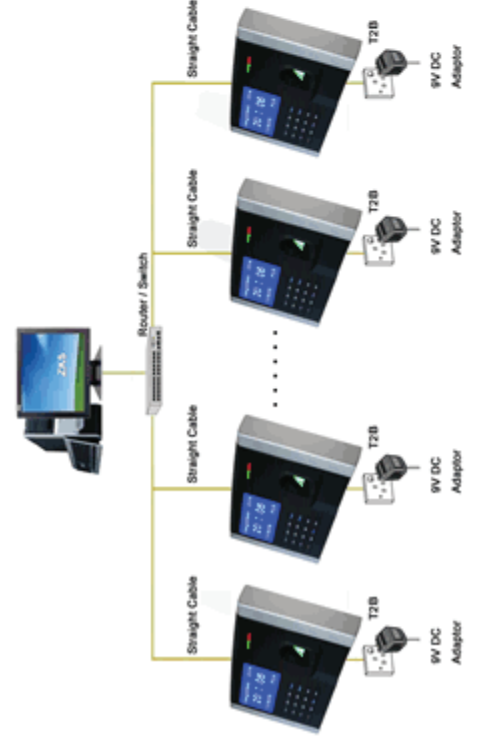 ZKS
Router / Switch
Straight Cable
Straight Cable
Straight Cable
Straight Cable
T2B
T2B
T2B
T2B
9V DC
Adaptor
9V DC
Adaptor
9V DC
Adaptor
9V DC
Adaptor